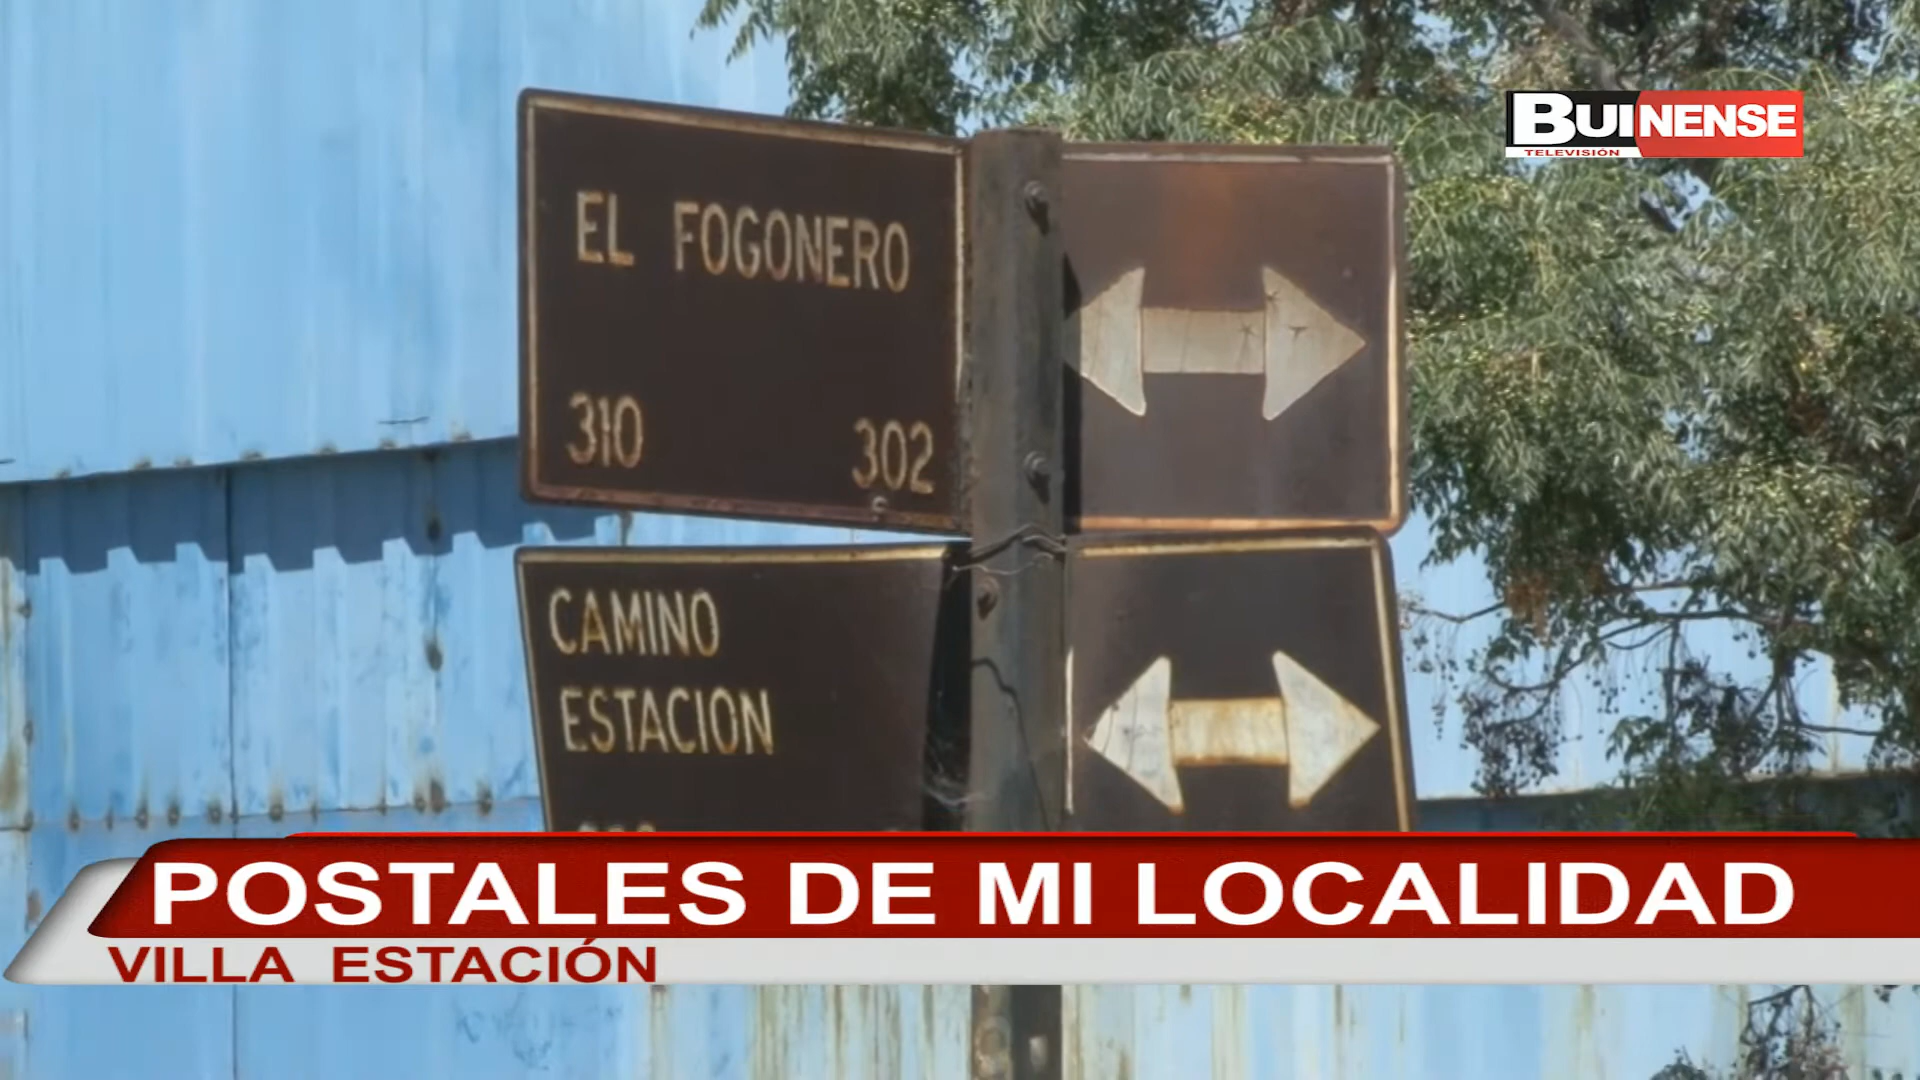 BUINENSE
TELEVISIÓN
EL FOGONERO
310 302
CAMINO
ESTACION
POSTALES DE MI LOCALIDAD
VILLA ESTACIÓN